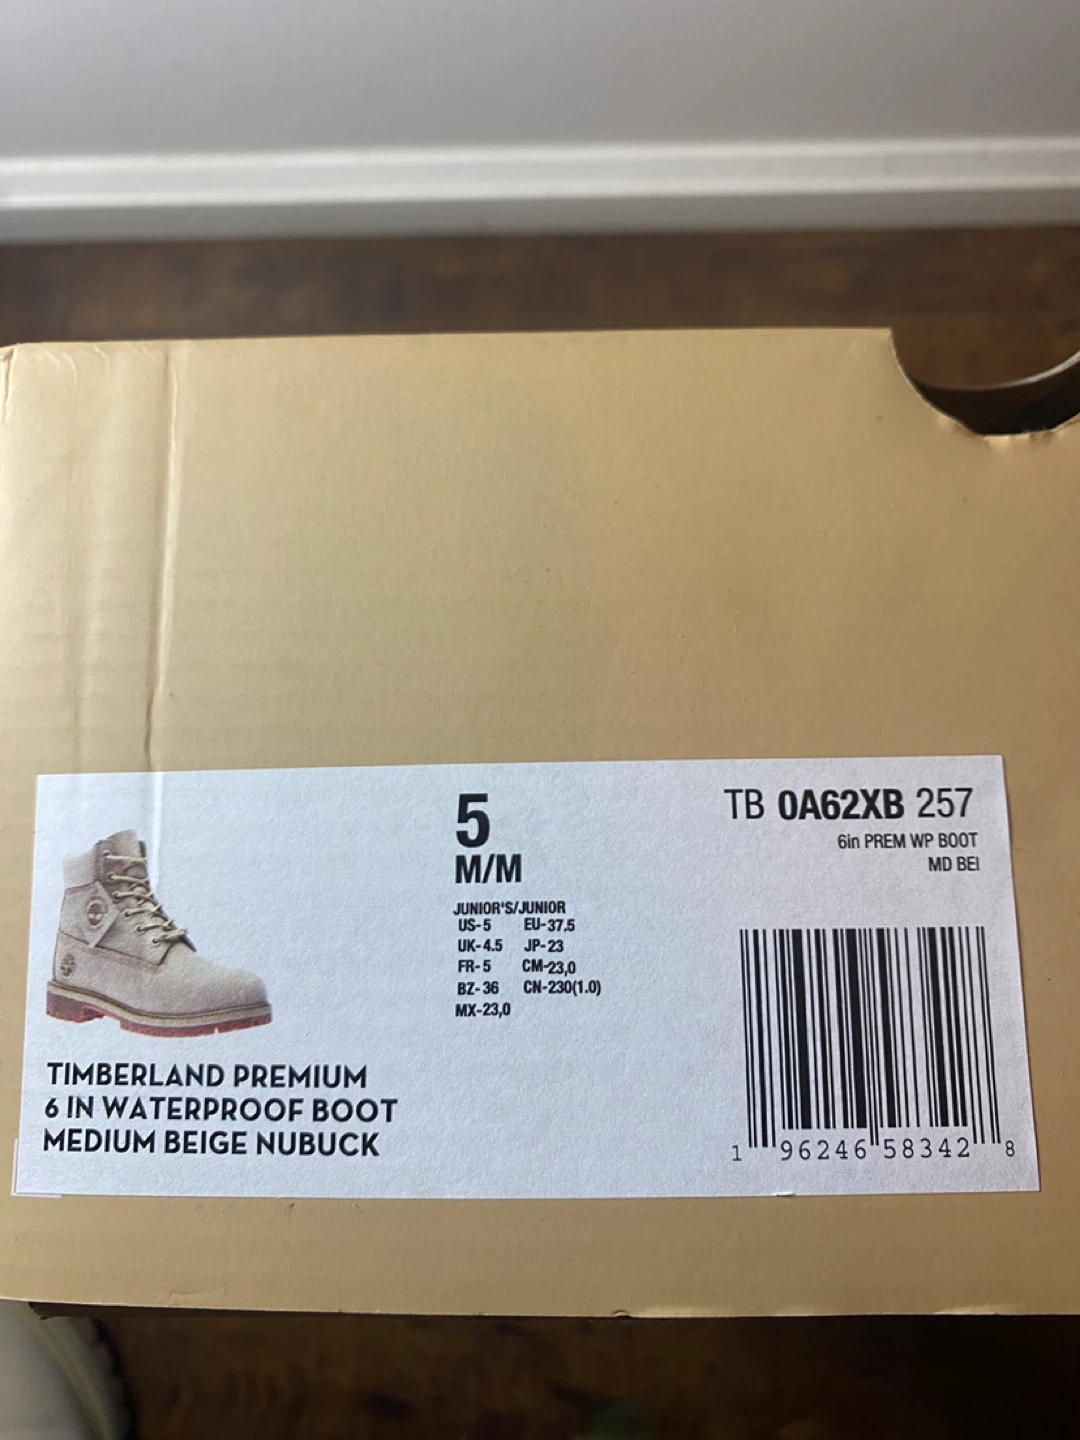 5
M/M
JUNIOR'S/JUNIOR
US-5 EU-37.5
UK-4.5 JP-23
FR-5 CM-23,0
BZ-36 CN-230(1.0)
MX-23,0
TB 0A62XB 257
6in PREM WP BOOT
MD BEI
TIMBERLAND PREMIUM
6 IN WATERPROOF BOOT
MEDIUM BEIGE NUBUCK
1 96246 58342 8